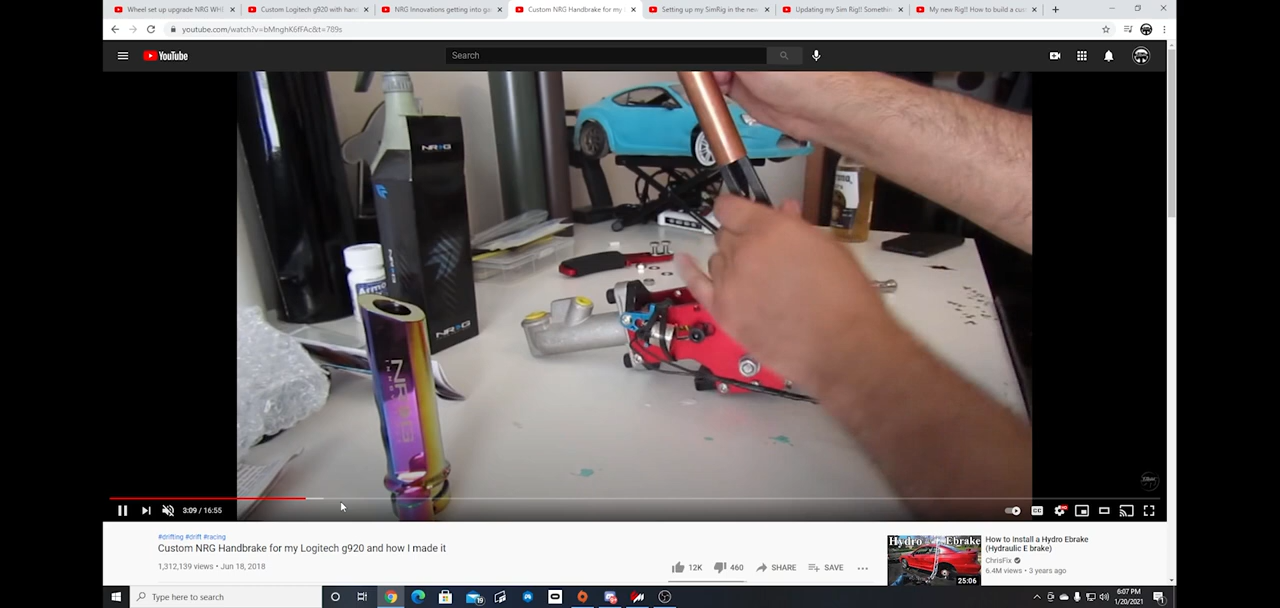 Wheel set up upgrade NRG WH
Custom Logitech g920 with han
NRG Innovations getting into ga
Custom NRG Handbrake for my
Setting up my SimRig in the new
Updating my Sim Rig!! Somethin
My new Rig!! How to build a cus
youtube.com/watch?v=bMnghK6fFAc&t=789s
YouTube
Search
NRG
NRG
NRG
3:09 / 16:55
CC
#drifting #drift #racing
Custom NRG Handbrake for my Logitech g920 and how I made it
1,312,139 views • Jun 18, 2018
12K
460
SHARE
SAVE
Hydro Ebrake
25:06
How to Install a Hydro Ebrake
(Hydraulic E brake)
ChrisFix
6.4M views • 3 years ago
Type here to search
6:07 PM
1/20/2021